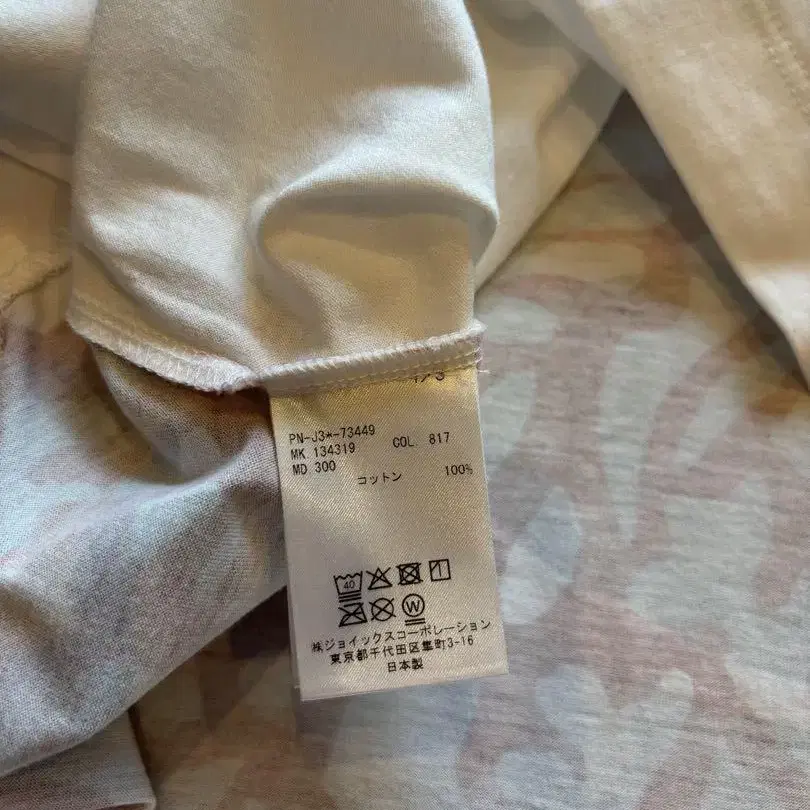 PN-J3*-73449
MK 134319 COL. 817
MD 300
コットン 100%
40
W
㈱ジョイックスコーポレーション
東京都千代田区隼町3-16
日本製